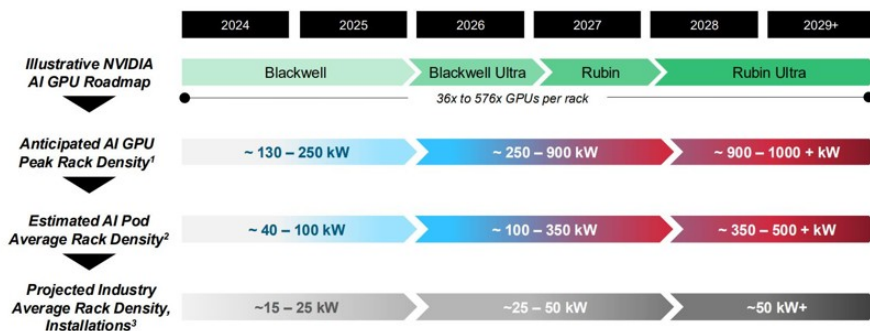 2024 2025 2026 2027 2028 2029+
Illustrative NVIDIA
AI GPU Roadmap
Blackwell Blackwell Ultra Rubin Rubin Ultra
36x to 576x GPUs per rack
Anticipated AI GPU
Peak Rack Density1
~ 130 – 250 kW ~ 250 – 900 kW ~ 900 – 1000 + kW
Estimated AI Pod
Average Rack Density2
~ 40 – 100 kW ~ 100 – 350 kW ~ 350 – 500 + kW
Projected Industry
Average Rack Density,
Installations3
~15 – 25 kW ~25 – 50 kW ~50 kW+